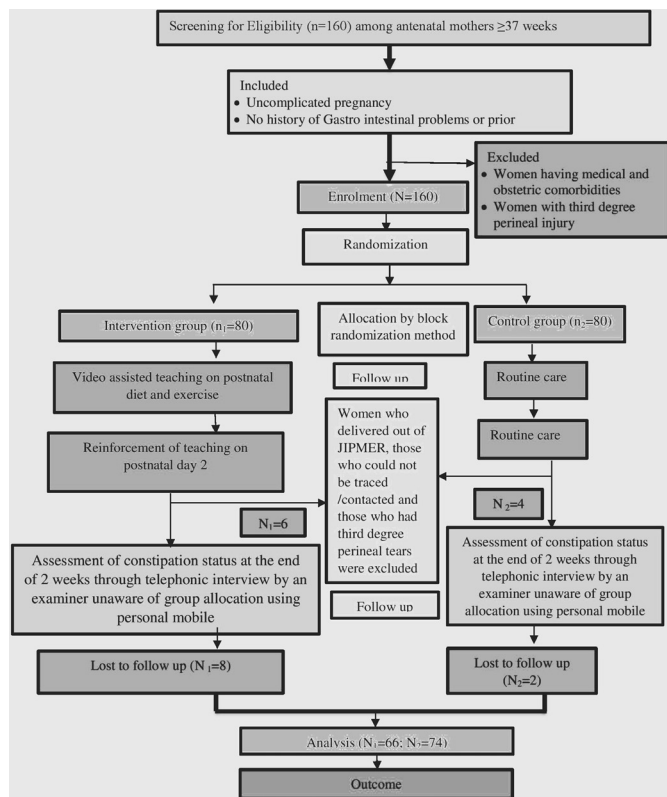 Screening for Eligibility (n=160) among antenatal mothers ≥37 weeks
Included
• Uncomplicated pregnancy
• No history of Gastro intestinal problems or prior
Excluded
• Women having medical and
obstetric comorbidities
• Women with third degree
perineal injury
Enrolment (N=160)
Randomization
Intervention group (n₁=80)
Allocation by block
randomization method
Control group (n₂=80)
Video assisted teaching on postnatal
diet and exercise
Follow up
Routine care
Reinforcement of teaching on
postnatal day 2
Women who
delivered out of
JIPMER, those
who could not
be traced
/contacted and
those who had
third degree
perineal tears
were excluded
Routine care
N₁=6
N₂=4
Assessment of constipation status at the end
of 2 weeks through telephonic interview by an
examiner unaware of group allocation using
personal mobile
Follow up
Assessment of constipation status
at the end of 2 weeks through
telephonic interview by an
examiner unaware of group
allocation using personal mobile
Lost to follow up (N₁=8)
Lost to follow up
(N₂=2)
Analysis (N₁=66; N₂=74)
Outcome